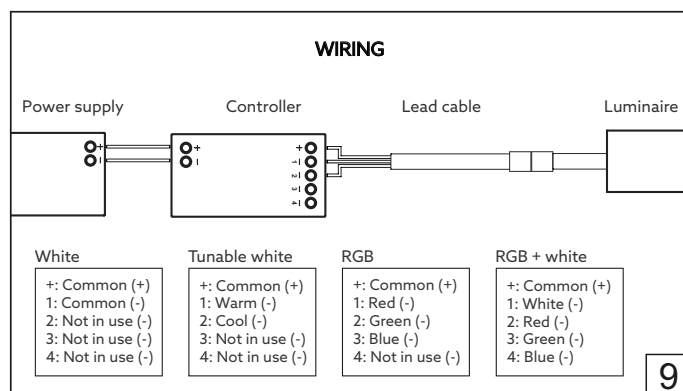 WIRING
Power supply
Controller
Lead cable
Luminaire
+
+
+
–
–
1 –
2 –
3 –
4 –
White
+: Common (+)
1: Common (-)
2: Not in use (-)
3: Not in use (-)
4: Not in use (-)
Tunable white
+: Common (+)
1: Warm (-)
2: Cool (-)
3: Not in use (-)
4: Not in use (-)
RGB
+: Common (+)
1: Red (-)
2: Green (-)
3: Blue (-)
4: Not in use (-)
RGB + white
+: Common (+)
1: White (-)
2: Red (-)
3: Green (-)
4: Blue (-)
9